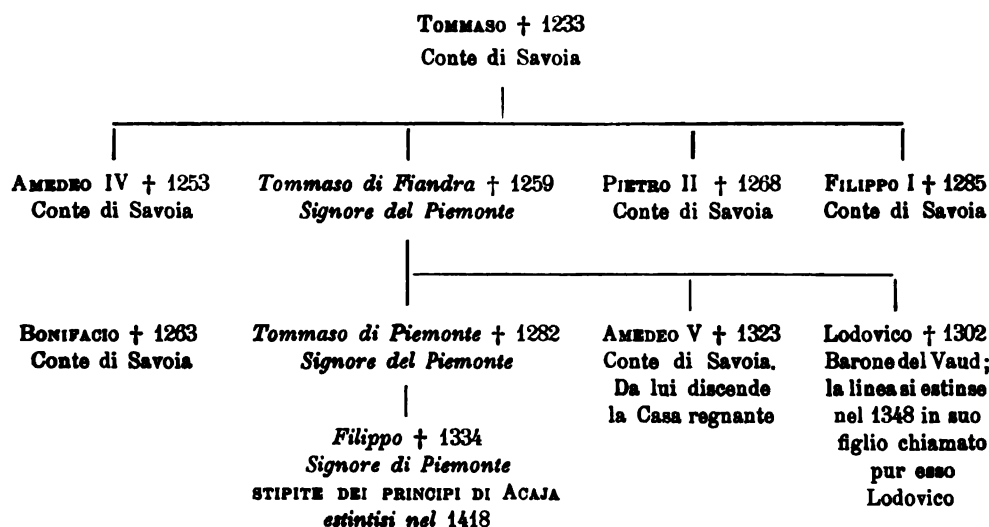 Tommaso † 1233
Conte di Savoia
Amedeo IV † 1253
Conte di Savoia
Tommaso di Fiandra † 1259
Signore del Piemonte
Pietro II † 1268
Conte di Savoia
Filippo I † 1285
Conte di Savoia
Bonifacio † 1263
Conte di Savoia
Tommaso di Piemonte † 1282
Signore del Piemonte
Amedeo V † 1323
Conte di Savoia.
Da lui discende
la Casa regnante
Lodovico † 1302
Barone del Vaud;
la linea si estinse
nel 1348 in suo
figlio chiamato
pur esso
Lodovico
Filippo † 1334
Signore di Piemonte
stipite dei principi di Acaja
estintisi nel 1418